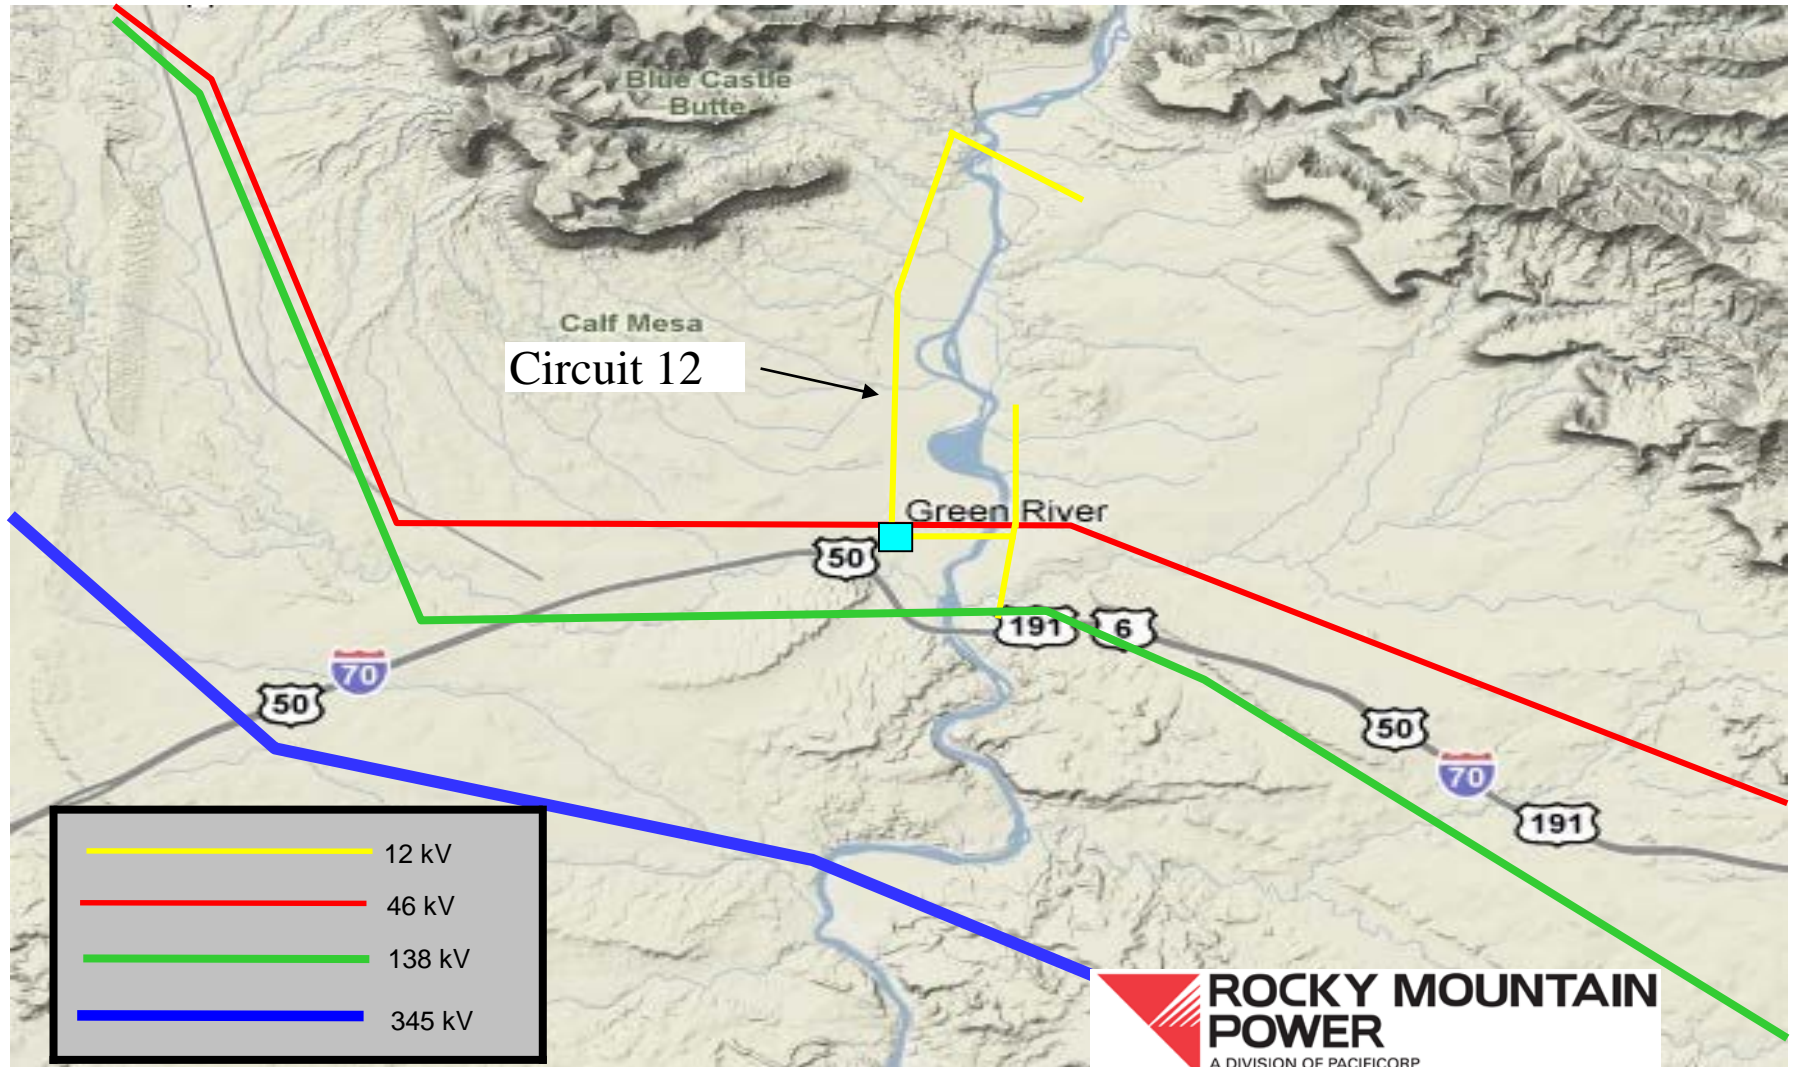 Blue Castle
Butte
Calf Mesa
Circuit 12
Green River
50
191
6
70
50
50
70
191
12 kV
46 kV
138 kV
345 kV
ROCKY MOUNTAIN
POWER
A DIVISION OF PACIFICORP